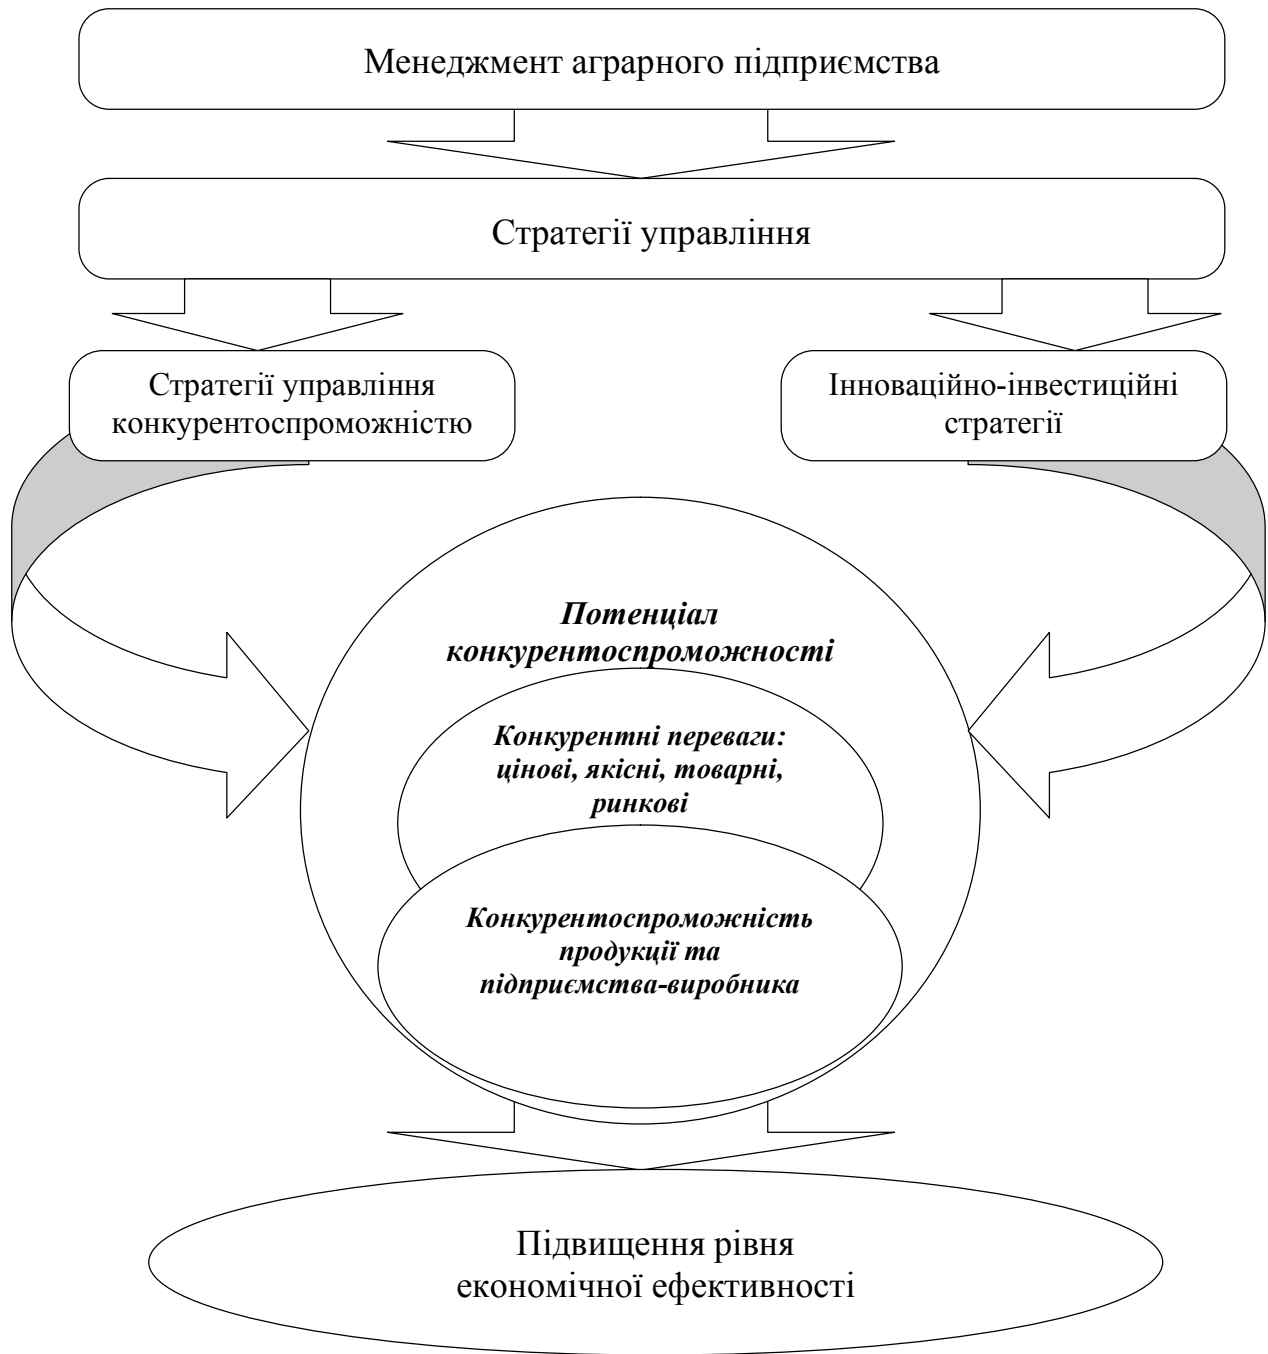 Менеджмент аграрного підприємства
Стратегії управління
Стратегії управління
конкурентоспроможністю
Інноваційно-інвестиційні
стратегії
Потенціал
конкурентоспроможності
Конкурентні переваги:
цінові, якісні, товарні,
ринкові
Конкурентоспроможність
продукції та
підприємства-виробника
Підвищення рівня
економічної ефективності